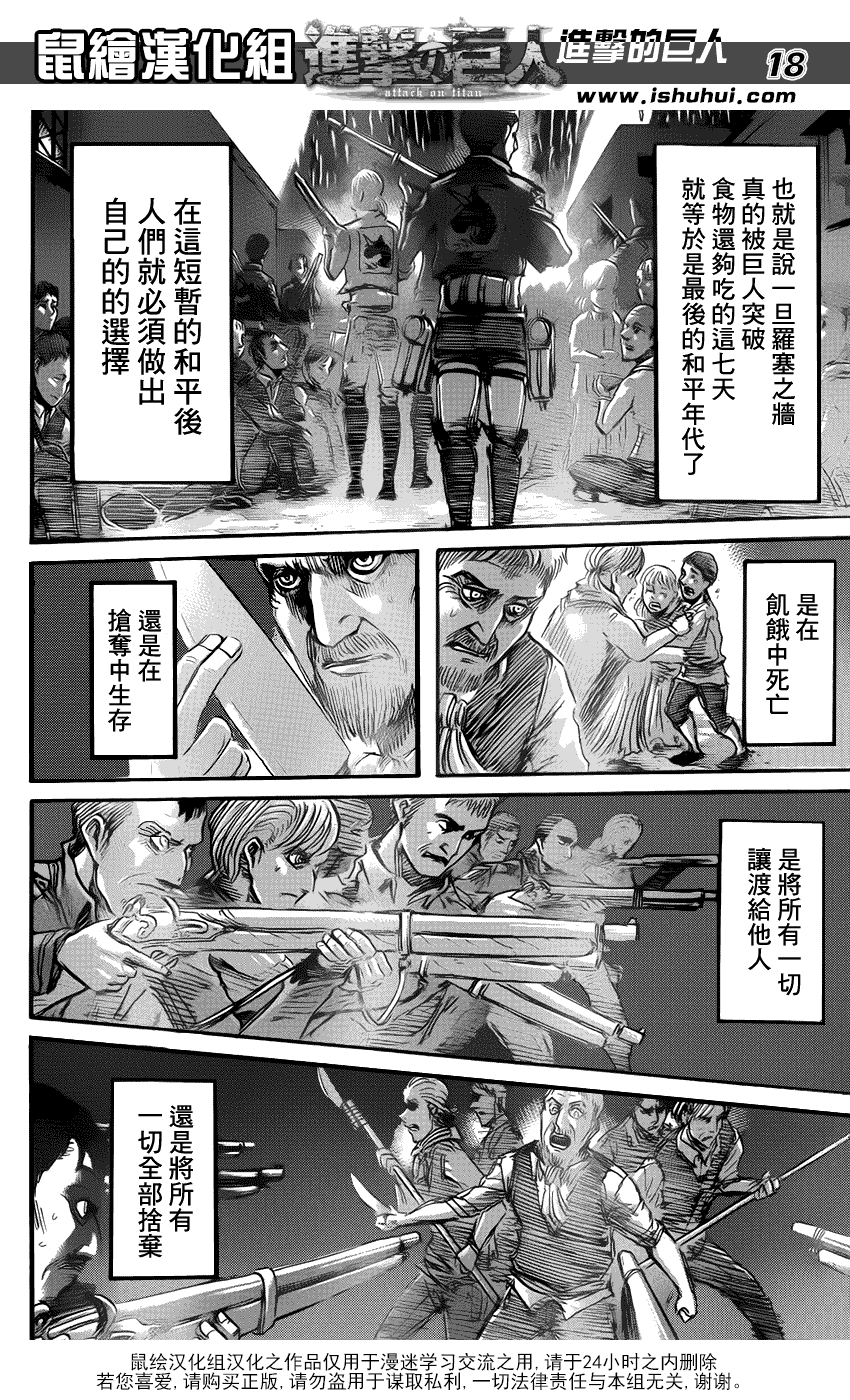 鼠繪漢化組
進撃の巨人
attack on titan
進撃的巨人
18
www.ishuhui.com
也就是說一旦羅塞之牆
真的被巨人突破
食物還夠吃的這七天
就等於是最後的和平年代了
在這短暫的和平後
人們就必須做出
自己的的選擇
是在
飢餓中死亡
還是在
搶奪中生存
是將所有一切
讓渡給他人
還是將所有
一切全部捨棄
鼠绘汉化组汉化之作品仅用于漫迷学习交流之用,请于24小时之内删除
若您喜爱,请购买正版,请勿盗用于谋取私利,一切法律责任与本组无关,谢谢。